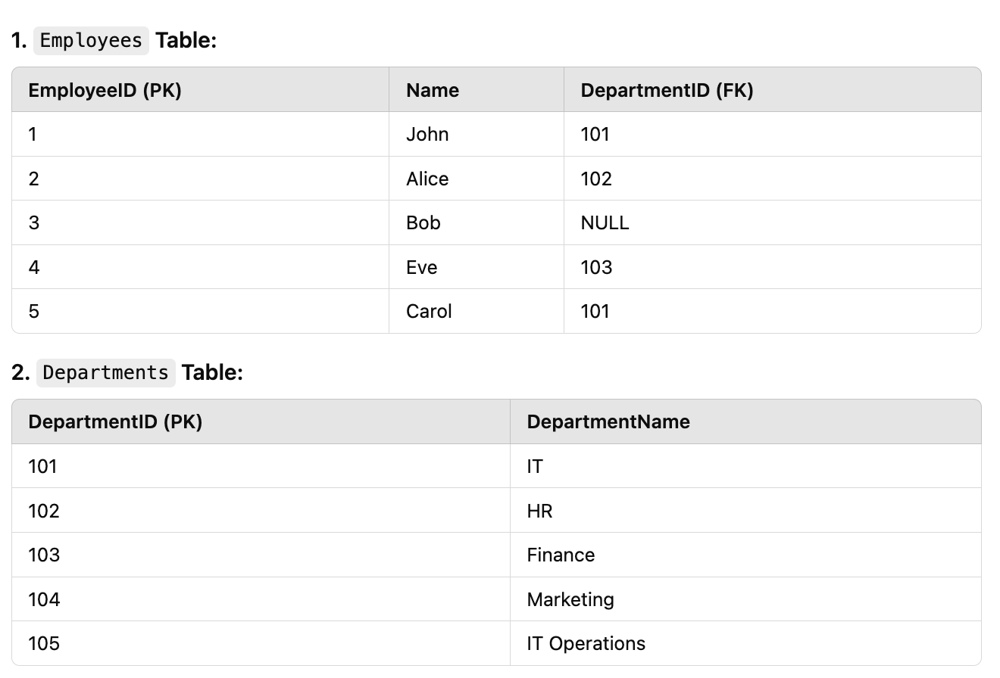 1. Employees Table:
EmployeeID (PK) Name DepartmentID (FK)
1 John 101
2 Alice 102
3 Bob NULL
4 Eve 103
5 Carol 101
2. Departments Table:
DepartmentID (PK) DepartmentName
101 IT
102 HR
103 Finance
104 Marketing
105 IT Operations